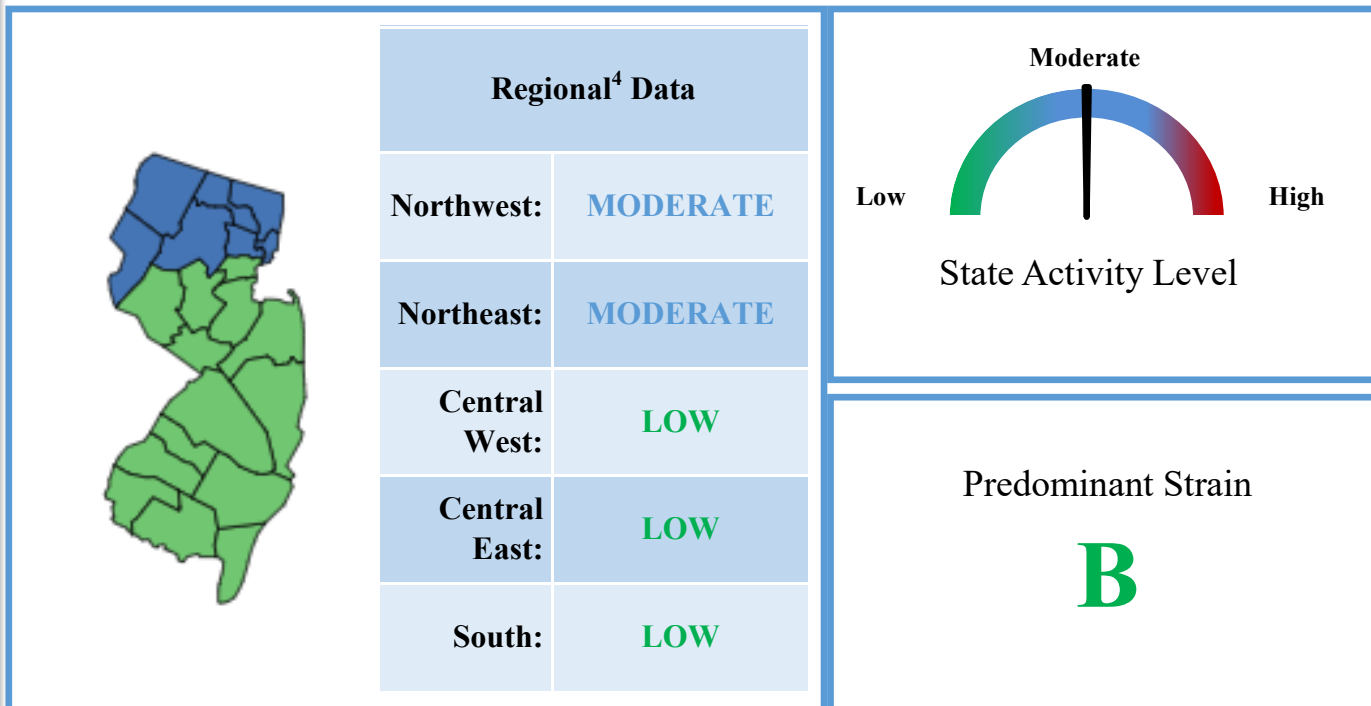 Regional⁴ Data
Northwest: MODERATE
Northeast: MODERATE
Central
West: LOW
Central
East: LOW
South: LOW
Moderate
Low High
State Activity Level
Predominant Strain
B